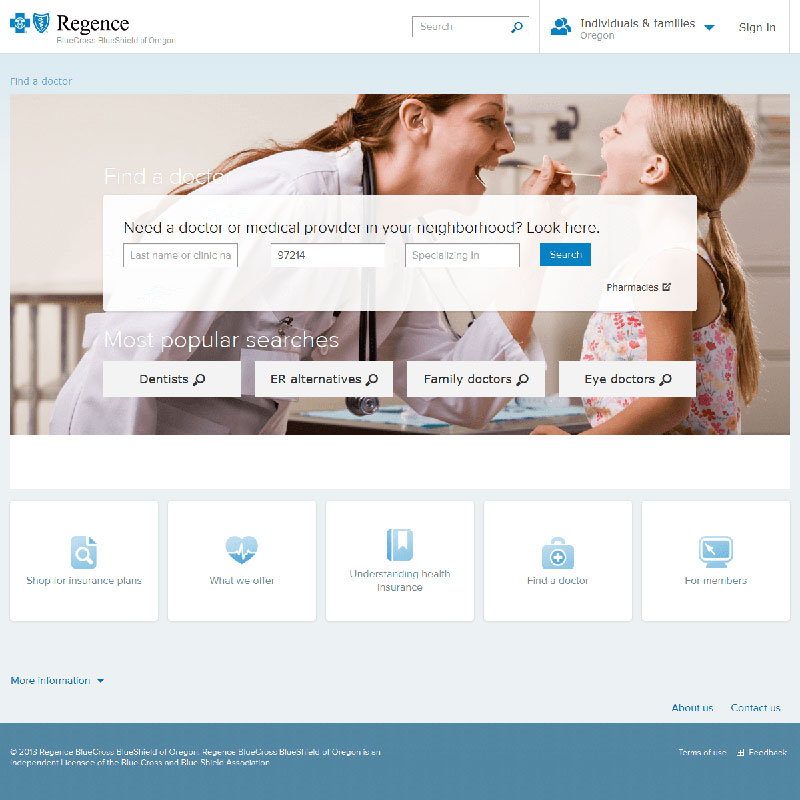 Regence
BlueCross BlueShield of Oregon
Search
Individuals & families
Oregon
Sign in
Find a doctor
Find a doctor
Need a doctor or medical provider in your neighborhood? Look here.
Last name or clinic na
97214
Specializing In
Search
Pharmacies
Most popular searches
Dentists
ER alternatives
Family doctors
Eye doctors
Shop for insurance plans
What we offer
Understanding health
insurance
Find a doctor
For members
More information
About us
Contact us
© 2013 Regence BlueCross BlueShield of Oregon. Regence BlueCross BlueShield of Oregon is an
Independent Licensee of the Blue Cross and Blue Shield Association
Terms of use
Feedback